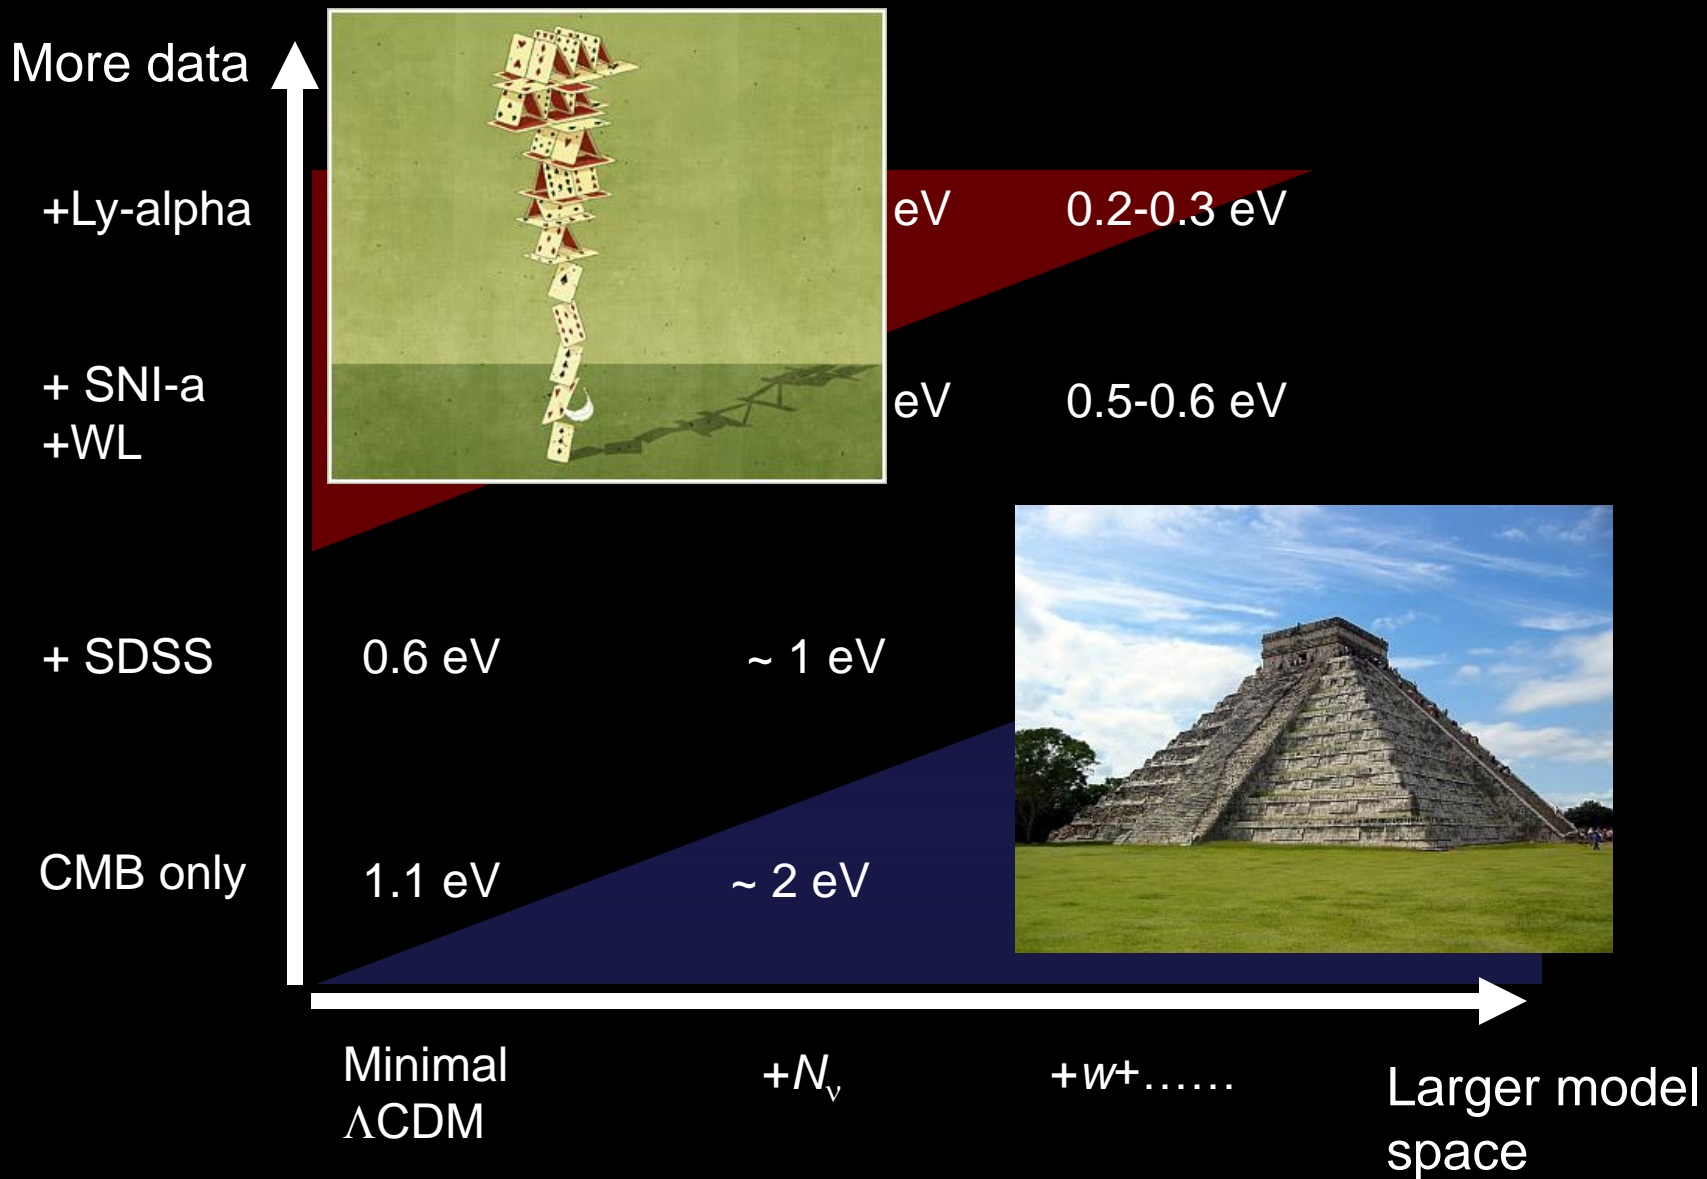 More data
+Ly-alpha
eV
0.2-0.3 eV
+ SNI-a
+WL
eV
0.5-0.6 eV
+ SDSS
0.6 eV
~ 1 eV
CMB only
1.1 eV
~ 2 eV
Minimal
ΛCDM
+Nν
+w+……
Larger model
space